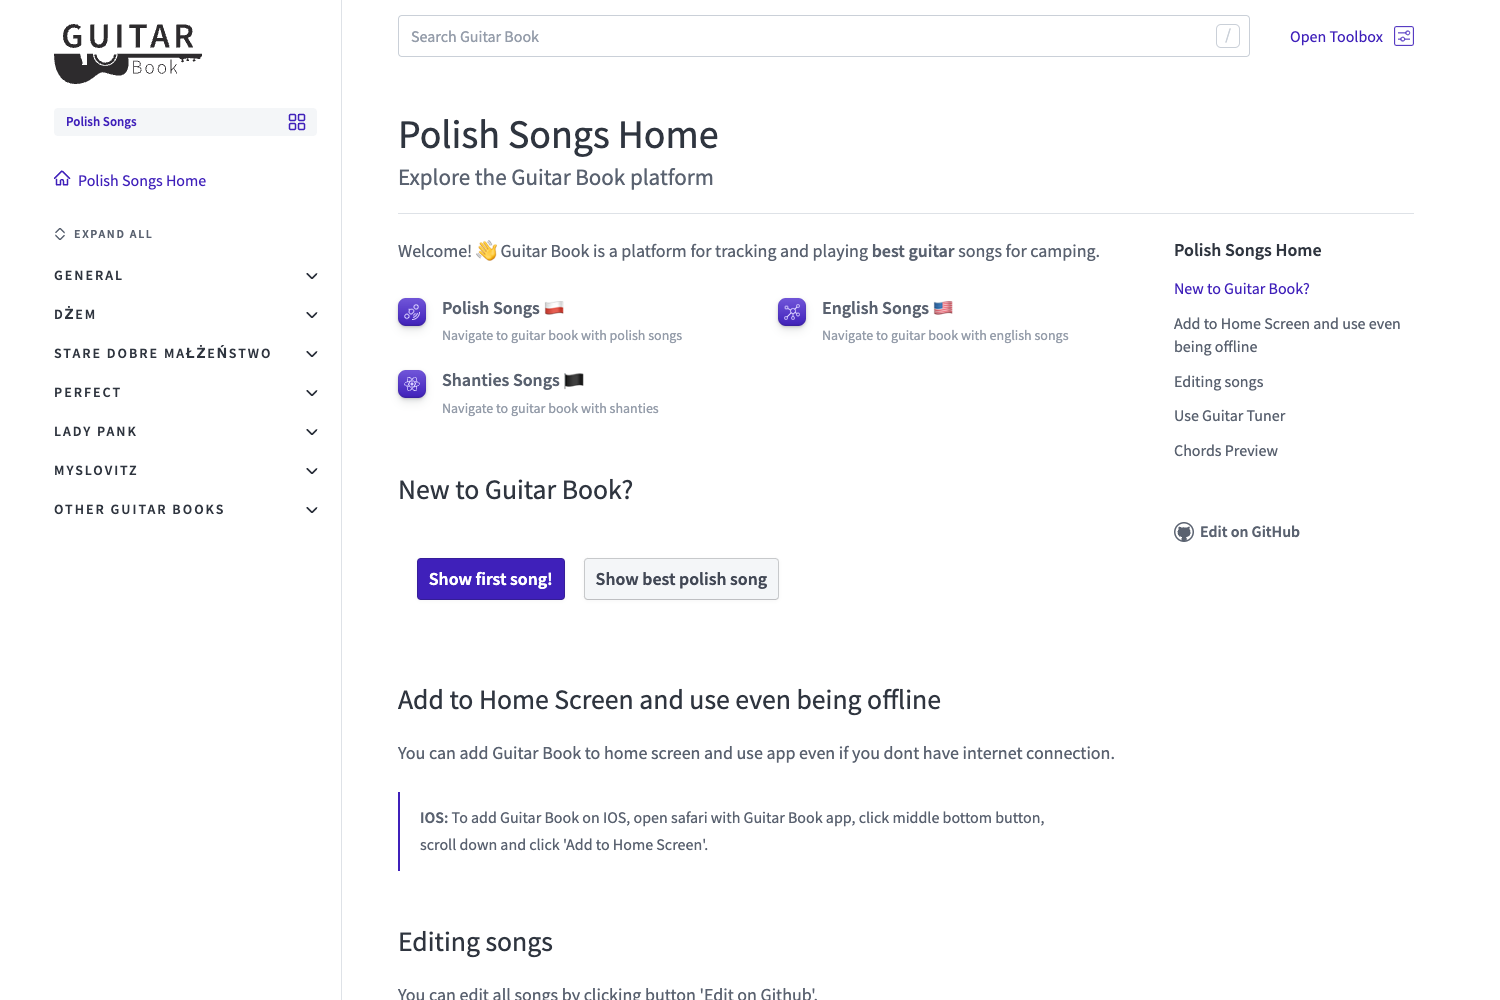 GUITAR
Book
Polish Songs
Polish Songs Home
EXPAND ALL
GENERAL
DŻEM
STARE DOBRE MAŁŻEŃSTWO
PERFECT
LADY PANK
MYSLOVITZ
OTHER GUITAR BOOKS
Search Guitar Book
/
Open Toolbox
Polish Songs Home
Explore the Guitar Book platform
Welcome! 👋 Guitar Book is a platform for tracking and playing best guitar songs for camping.
Polish Songs 🇵🇱
Navigate to guitar book with polish songs
English Songs 🇺🇸
Navigate to guitar book with english songs
Shanties Songs 🏴
Navigate to guitar book with shanties
New to Guitar Book?
Show first song!
Show best polish song
Add to Home Screen and use even being offline
You can add Guitar Book to home screen and use app even if you dont have internet connection.
IOS: To add Guitar Book on IOS, open safari with Guitar Book app, click middle bottom button,
scroll down and click 'Add to Home Screen'.
Editing songs
You can edit all songs by clicking button 'Edit on Github'.
Polish Songs Home
New to Guitar Book?
Add to Home Screen and use even
being offline
Editing songs
Use Guitar Tuner
Chords Preview
Edit on GitHub